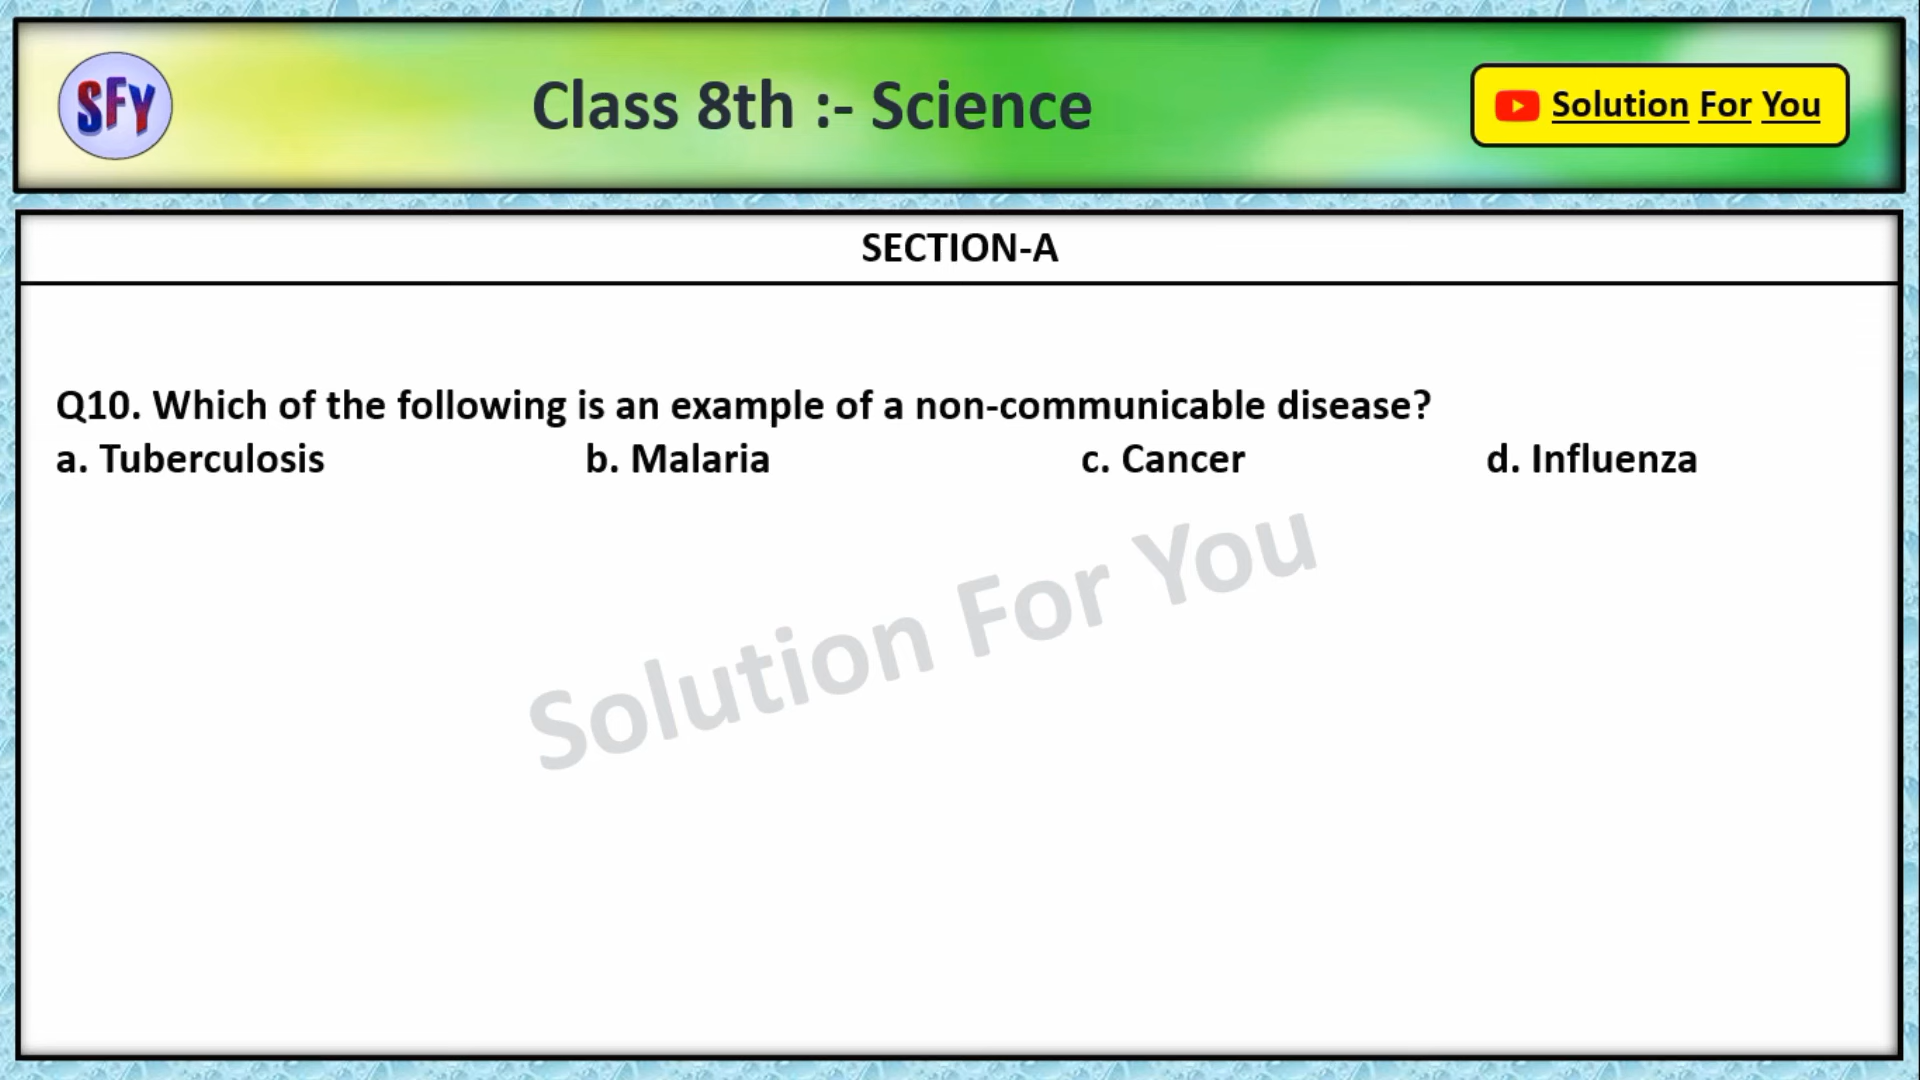 SFY
Class 8th :- Science
Solution For You
SECTION-A
Q10. Which of the following is an example of a non-communicable disease?
a. Tuberculosis b. Malaria c. Cancer d. Influenza
Solution For You